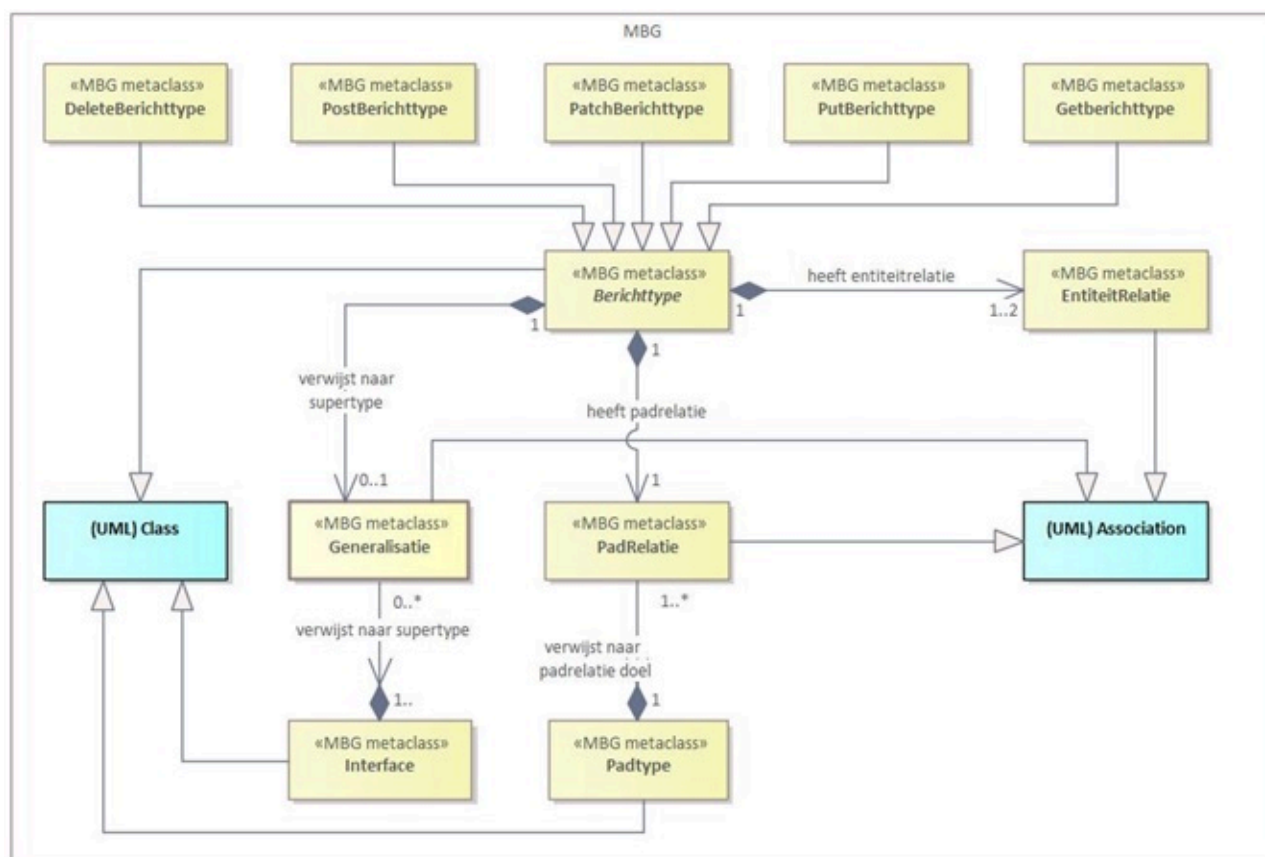 MBG
«MBG metaclass»
DeleteBerichttype
«MBG metaclass»
PostBerichttype
«MBG metaclass»
PatchBerichttype
«MBG metaclass»
PutBerichttype
«MBG metaclass»
Getberichttype
«MBG metaclass»
Berichttype
heeft entiteitrelatie
1
1..2
«MBG metaclass»
EntiteitRelatie
1
1
verwijst naar
supertype
heeft padrelatie
0..1
1
(UML) Class
«MBG metaclass»
Generalisatie
«MBG metaclass»
PadRelatie
(UML) Association
0..*
1..*
verwijst naar supertype
verwijst naar
padrelatie doel
1..
1
«MBG metaclass»
Interface
«MBG metaclass»
Padtype